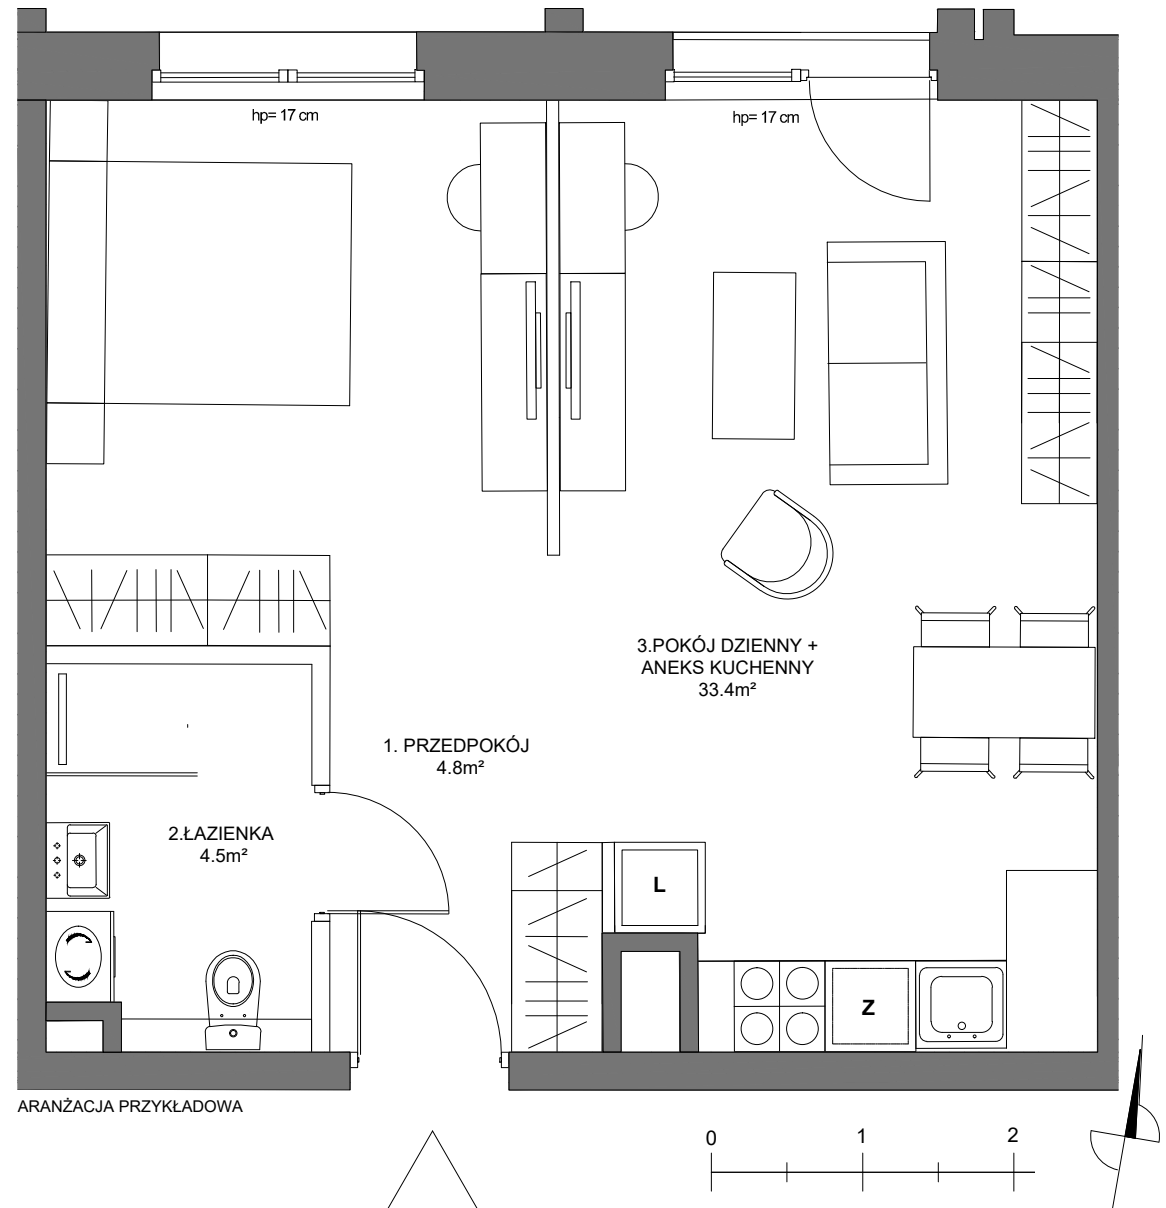 hp= 17 cm
hp= 17 cm
3.POKÓJ DZIENNY +
ANEKS KUCHENNY
33.4m²
1. PRZEDPOKÓJ
4.8m²
2.ŁAZIENKA
4.5m²
L
Z
ARANŻACJA PRZYKŁADOWA
0 1 2